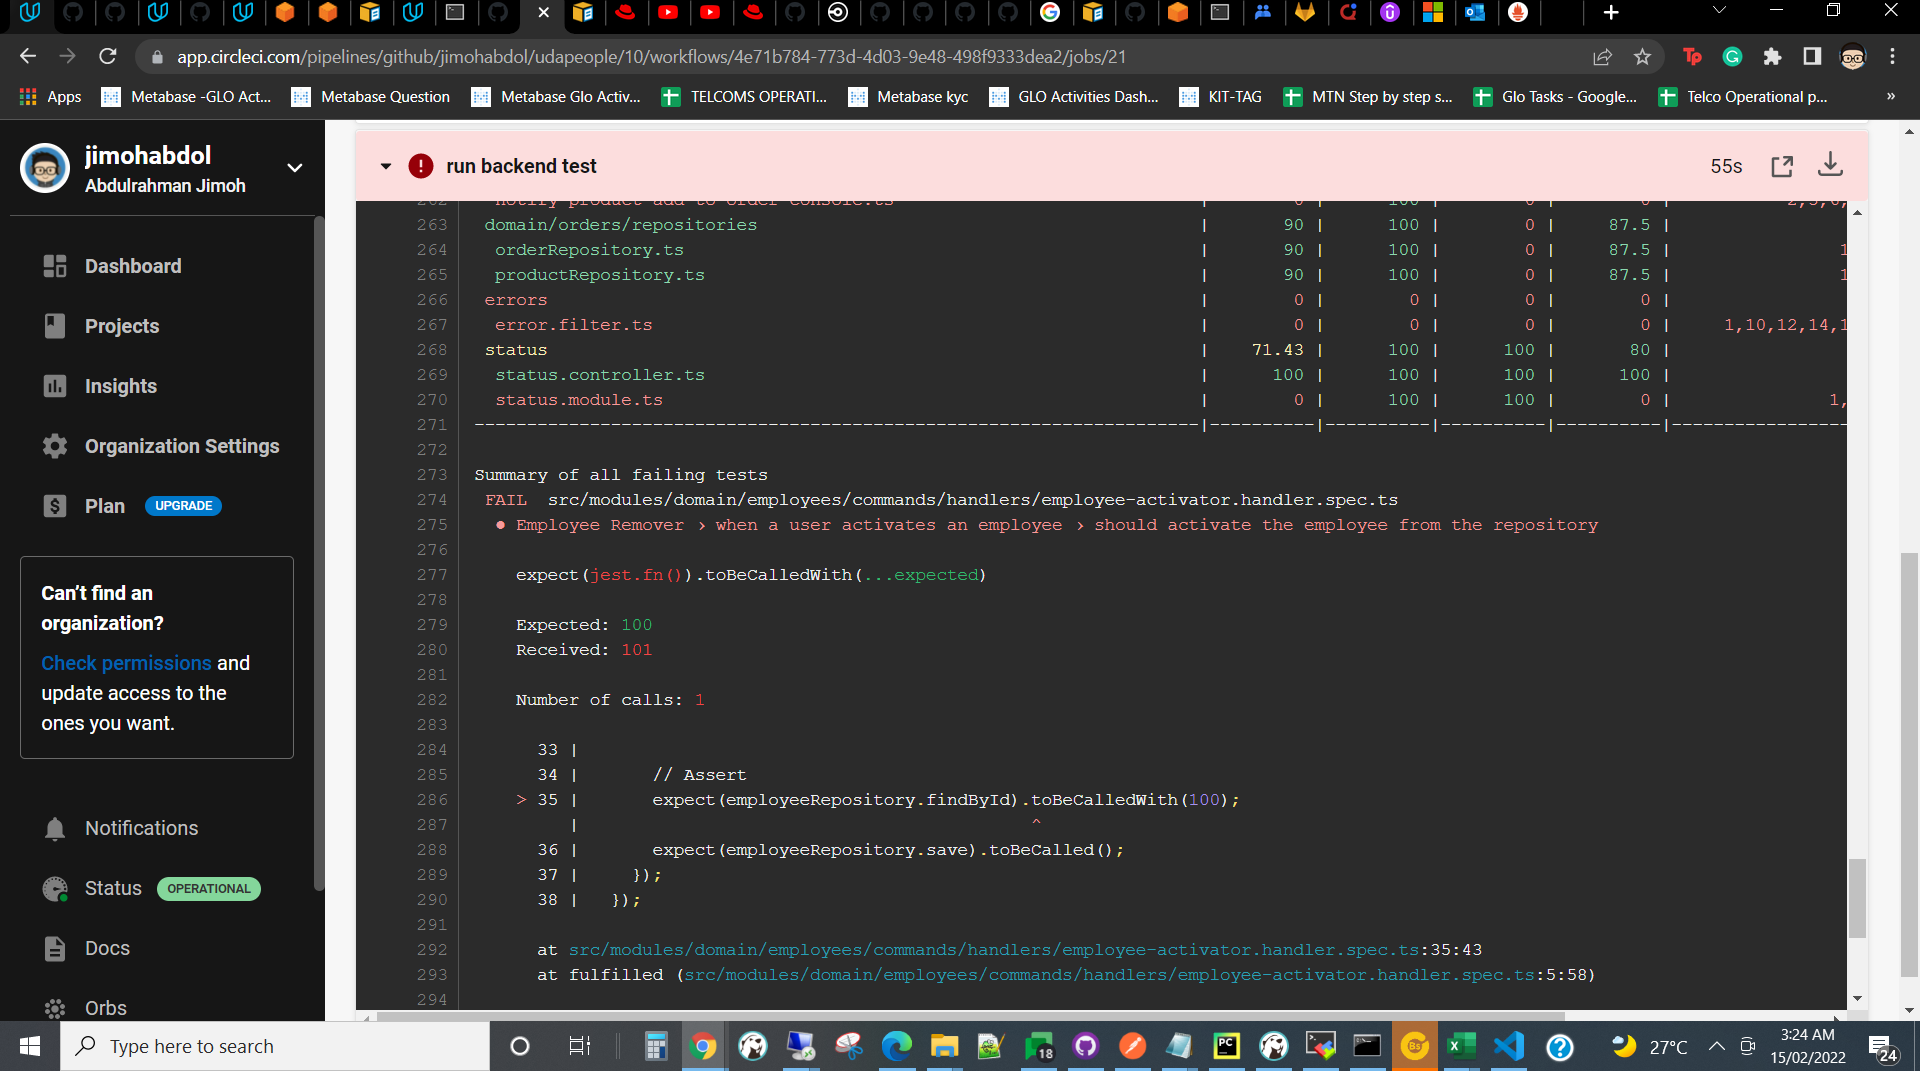 app.circleci.com/pipelines/github/jimohabdol/udapeople/10/workflows/4e71b784-773d-4d03-9e48-498f9333dea2/jobs/21
Apps Metabase -GLO Act... Metabase Question Metabase Glo Activ... TELCOMS OPERATI... Metabase kyc GLO Activities Dash... KIT-TAG MTN Step by step s... Glo Tasks - Google... Telco Operational p... »
jimohabdol
Abdulrahman Jimoh
Dashboard
Projects
Insights
Organization Settings
Plan UPGRADE
Can't find an
organization?
Check permissions and
update access to the
ones you want.
Notifications
Status OPERATIONAL
Docs
Orbs
run backend test 55s
262 notify-product-add-to-order-console.ts | 0 | 100 | 0 | 0 |
263 domain/orders/repositories | 90 | 100 | 0 | 87.5 |
264 orderRepository.ts | 90 | 100 | 0 | 87.5 | 1
265 productRepository.ts | 90 | 100 | 0 | 87.5 | 1
266 errors | 0 | 0 | 0 | 0 |
267 error.filter.ts | 0 | 0 | 0 | 0 | 1,10,12,14,1
268 status | 71.43 | 100 | 100 | 80 |
269 status.controller.ts | 100 | 100 | 100 | 100 |
270 status.module.ts | 0 | 100 | 100 | 0 | 1,
271 ---------------------------------------------------------------------|----------|----------|----------|----------|-----------------
272
273 Summary of all failing tests
274 FAIL src/modules/domain/employees/commands/handlers/employee-activator.handler.spec.ts
275 ● Employee Remover › when a user activates an employee › should activate the employee from the repository
276
277 expect(jest.fn()).toBeCalledWith(...expected)
278
279 Expected: 100
280 Received: 101
281
282 Number of calls: 1
283
284 33 |
285 34 | // Assert
286 > 35 | expect(employeeRepository.findById).toBeCalledWith(100);
287 | ^
288 36 | expect(employeeRepository.save).toBeCalled();
289 37 | });
290 38 | });
291
292 at src/modules/domain/employees/commands/handlers/employee-activator.handler.spec.ts:35:43
293 at fulfilled (src/modules/domain/employees/commands/handlers/employee-activator.handler.spec.ts:5:58)
294
Type here to search
18
27°C
3:24 AM
15/02/2022
24